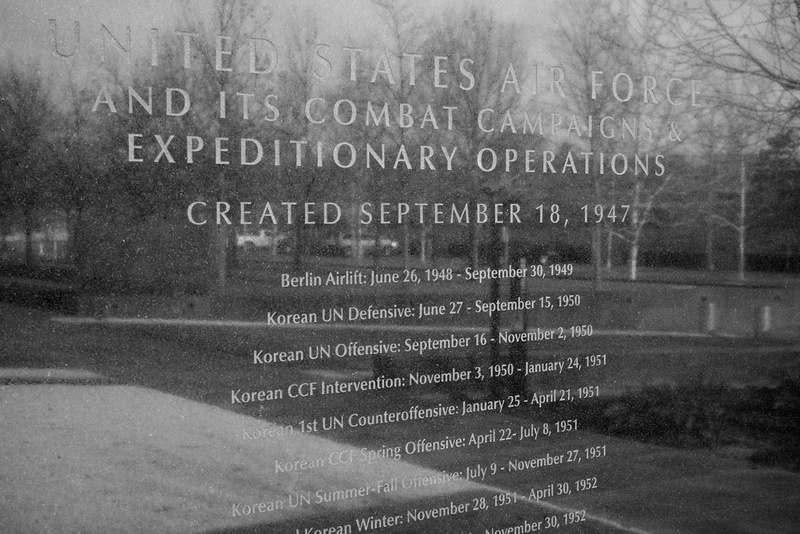 UNITED STATES AIR FORCE
AND ITS COMBAT CAMPAIGNS &
EXPEDITIONARY OPERATIONS
CREATED SEPTEMBER 18, 1947
Berlin Airlift: June 26, 1948 - September 30, 1949
Korean UN Defensive: June 27 - September 15, 1950
Korean UN Offensive: September 16 - November 2, 1950
Korean CCF Intervention: November 3, 1950 - January 24, 1951
Korean 1st UN Counteroffensive: January 25 - April 21, 1951
Korean CCF Spring Offensive: April 22- July 8, 1951
Korean UN Summer-Fall Offensive: July 9 - November 27, 1951
Korean Winter: November 28, 1951 - April 30, 1952
November 30, 1952